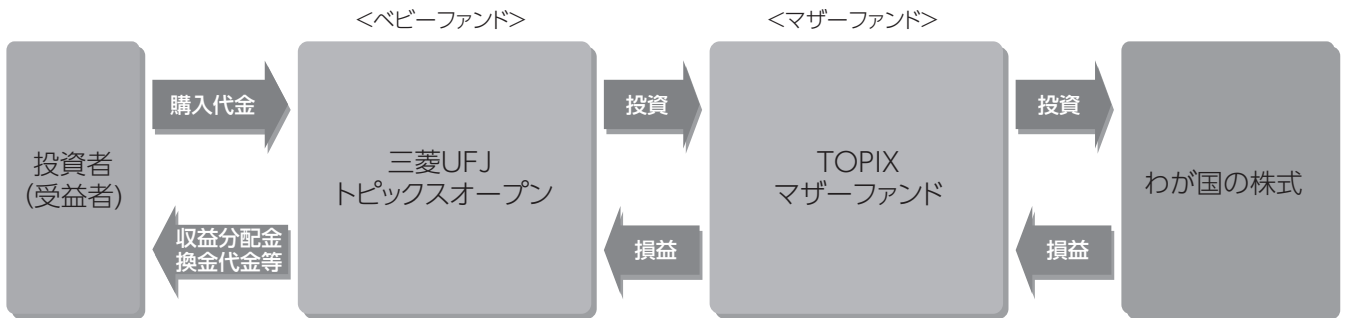 <ベビーファンド>
<マザーファンド>
投資者
(受益者)
購入代金
収益分配金
換金代金等
三菱UFJ
トピックスオープン
投資
損益
TOPIX
マザーファンド
投資
損益
わが国の株式